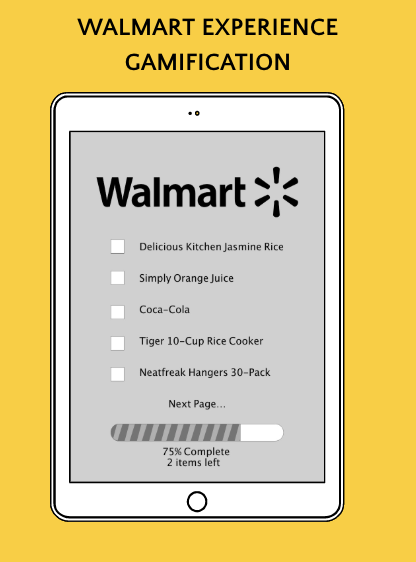 WALMART EXPERIENCE
GAMIFICATION
Walmart
Delicious Kitchen Jasmine Rice
Simply Orange Juice
Coca-Cola
Tiger 10-Cup Rice Cooker
Neatfreak Hangers 30-Pack
Next Page...
75% Complete
2 items left